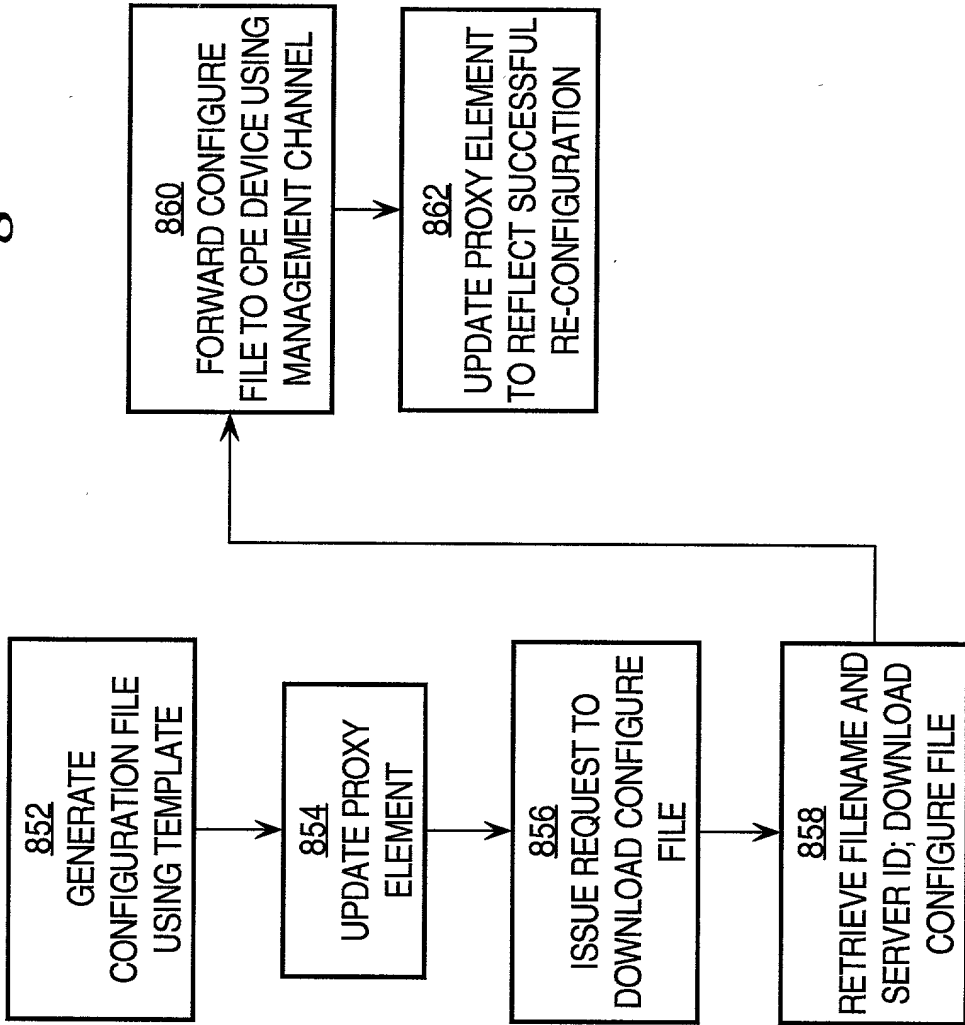 852
GENERATE
CONFIGURATION FILE
USING TEMPLATE
854
UPDATE PROXY
ELEMENT
856
ISSUE REQUEST TO
DOWNLOAD CONFIGURE
FILE
858
RETRIEVE FILENAME AND
SERVER ID; DOWNLOAD
CONFIGURE FILE
860
FORWARD CONFIGURE
FILE TO CPE DEVICE USING
MANAGEMENT CHANNEL
862
UPDATE PROXY ELEMENT
TO REFLECT SUCCESSFUL
RE-CONFIGURATION